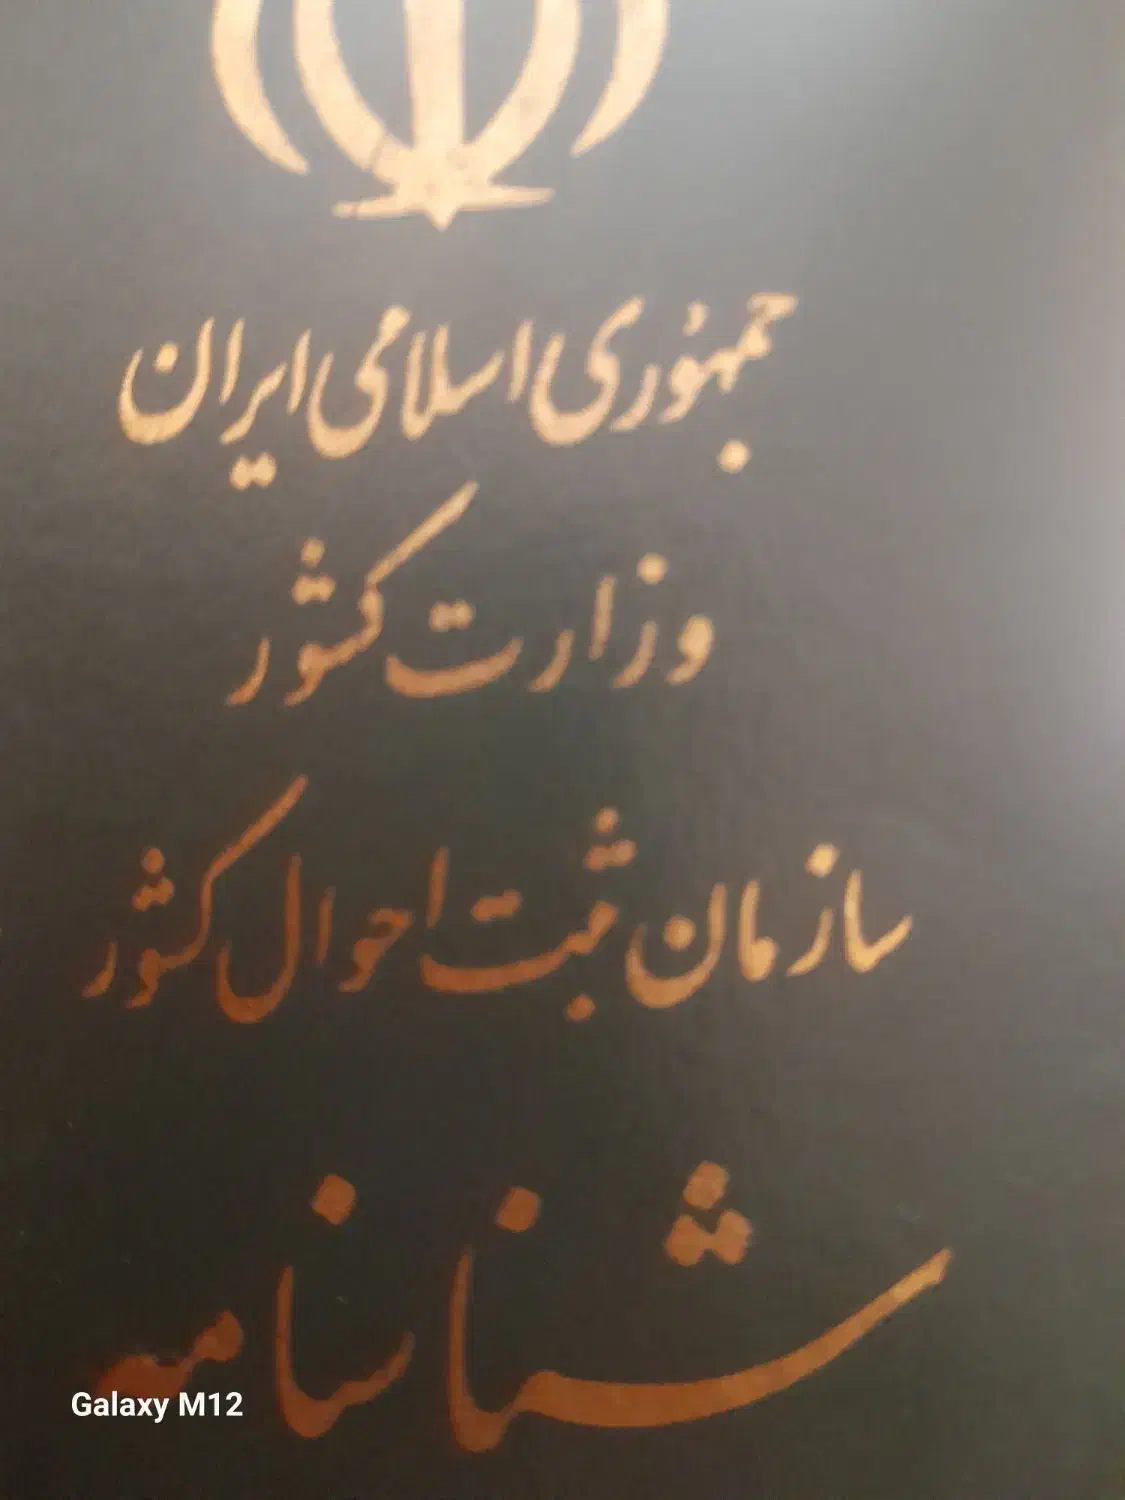 جمهوری اسلامی ایران
وزارت کشور
سازمان ثبت احوال کشور
شناسنامه
Galaxy M12